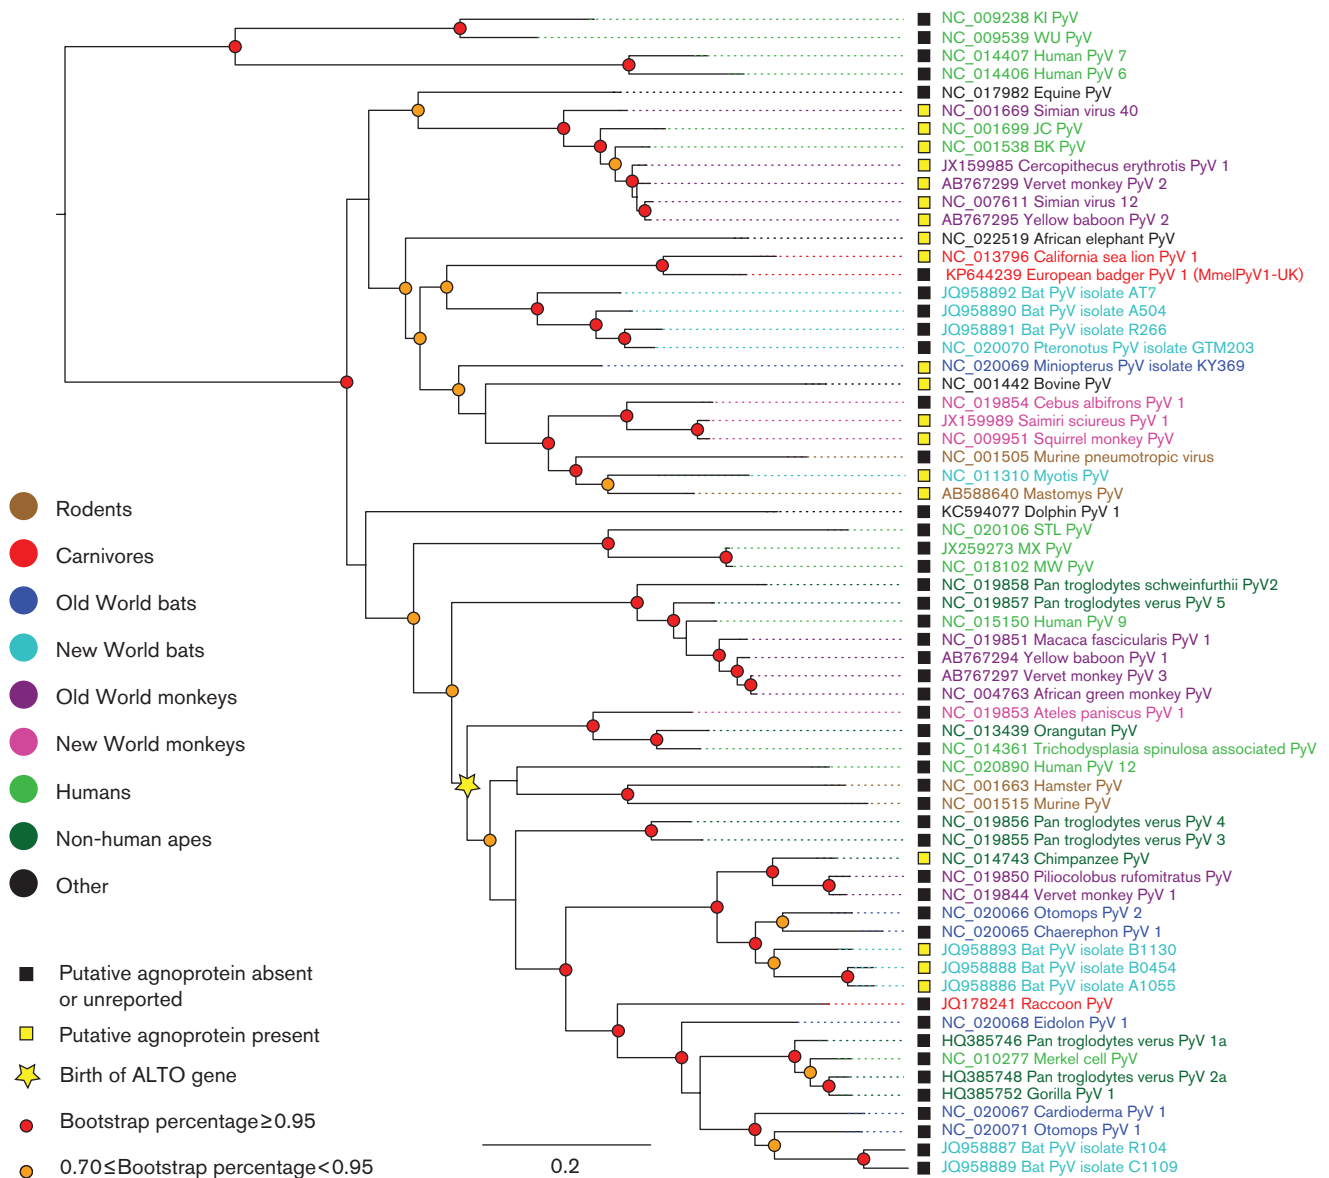 NC_009238 KI PyV
NC_009539 WU PyV
NC_014407 Human PyV 7
NC_014406 Human PyV 6
NC_017982 Equine PyV
NC_001669 Simian virus 40
NC_001699 JC PyV
NC_001538 BK PyV
JX159985 Cercopithecus erythrotis PyV 1
AB767299 Vervet monkey PyV 2
NC_007611 Simian virus 12
AB767295 Yellow baboon PyV 2
NC_022519 African elephant PyV
NC_013796 California sea lion PyV 1
KP644239 European badger PyV 1 (MmelPyV1-UK)
JQ958892 Bat PyV isolate AT7
JQ958890 Bat PyV isolate A504
JQ958891 Bat PyV isolate R266
NC_020070 Pteronotus PyV isolate GTM203
NC_020069 Miniopterus PyV isolate KY369
NC_001442 Bovine PyV
NC_019854 Cebus albifrons PyV 1
JX159989 Saimiri sciureus PyV 1
NC_009951 Squirrel monkey PyV
NC_001505 Murine pneumotropic virus
NC_011310 Myotis PyV
AB588640 Mastomys PyV
KC594077 Dolphin PyV 1
NC_020106 STL PyV
JX259273 MX PyV
NC_018102 MW PyV
NC_019858 Pan troglodytes schweinfurthii PyV2
NC_019857 Pan troglodytes verus PyV 5
NC_015150 Human PyV 9
NC_019851 Macaca fascicularis PyV 1
AB767294 Yellow baboon PyV 1
AB767297 Vervet monkey PyV 3
NC_004763 African green monkey PyV
NC_019853 Ateles paniscus PyV 1
NC_013439 Orangutan PyV
NC_014361 Trichodysplasia spinulosa associated PyV
NC_020890 Human PyV 12
NC_001663 Hamster PyV
NC_001515 Murine PyV
NC_019856 Pan troglodytes verus PyV 4
NC_019855 Pan troglodytes verus PyV 3
NC_014743 Chimpanzee PyV
NC_019850 Piliocolobus rufomitratus PyV
NC_019844 Vervet monkey PyV 1
NC_020066 Otomops PyV 2
NC_020065 Chaerephon PyV 1
JQ958893 Bat PyV isolate B1130
JQ958888 Bat PyV isolate B0454
JQ958886 Bat PyV isolate A1055
JQ178241 Raccoon PyV
NC_020068 Eidolon PyV 1
HQ385746 Pan troglodytes verus PyV 1a
NC_010277 Merkel cell PyV
HQ385748 Pan troglodytes verus PyV 2a
HQ385752 Gorilla PyV 1
NC_020067 Cardioderma PyV 1
NC_020071 Otomops PyV 1
JQ958887 Bat PyV isolate R104
JQ958889 Bat PyV isolate C1109
Rodents
Carnivores
Old World bats
New World bats
Old World monkeys
New World monkeys
Humans
Non-human apes
Other
Putative agnoprotein absent
or unreported
Putative agnoprotein present
Birth of ALTO gene
Bootstrap percentage≥0.95
0.70≤Bootstrap percentage<0.95
0.2